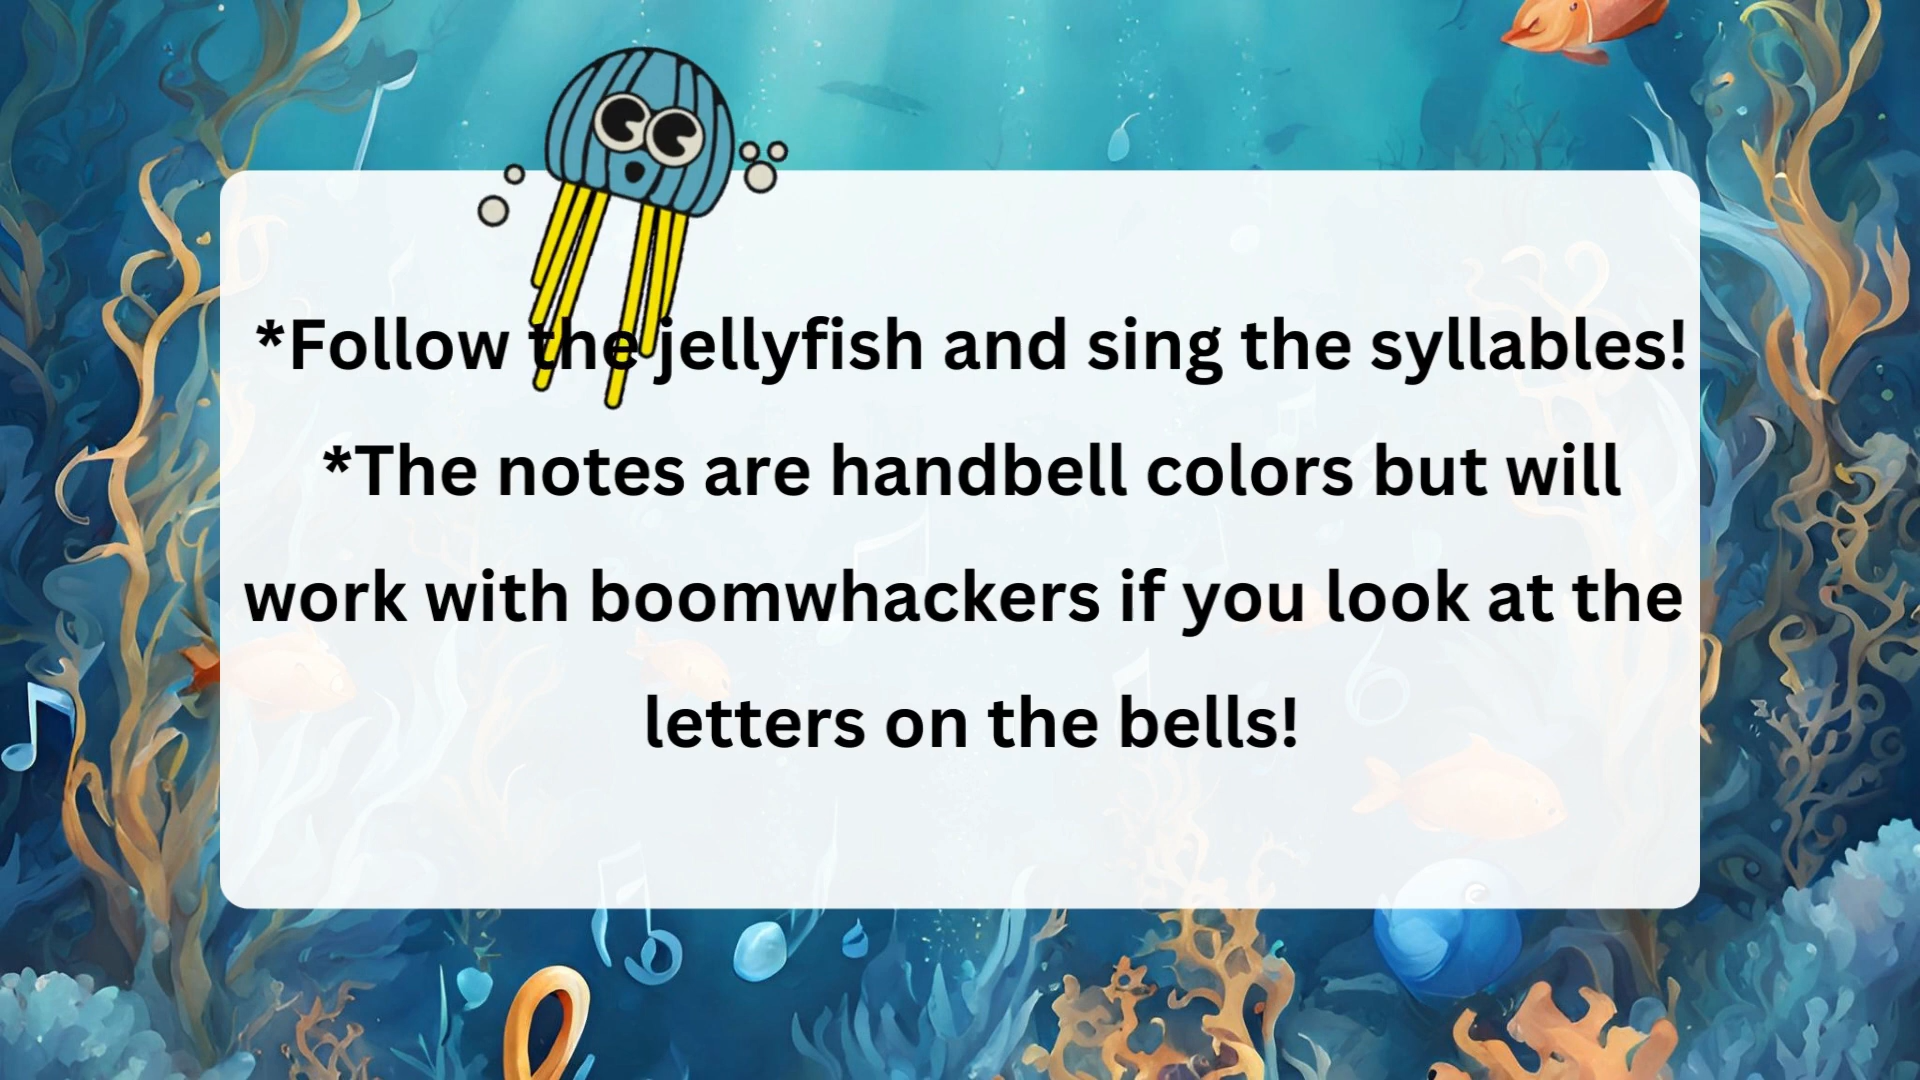 *Follow the jellyfish and sing the syllables!
*The notes are handbell colors but will
work with boomwhackers if you look at the
letters on the bells!